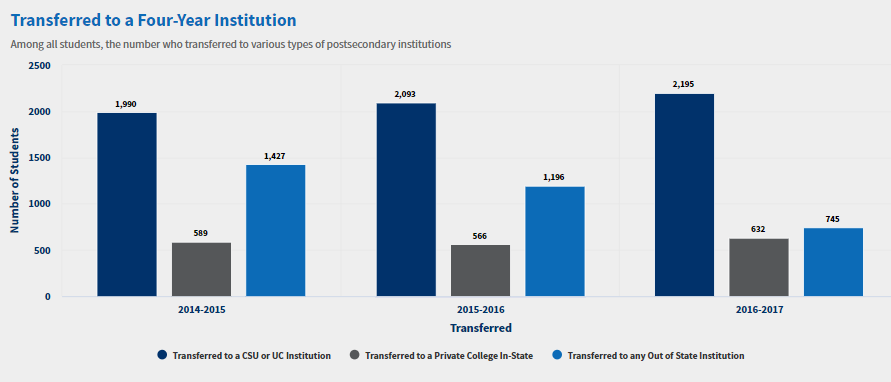 Transferred to a Four-Year Institution
Among all students, the number who transferred to various types of postsecondary institutions
Number of Students
2500
2000
1500
1000
500
0
1,990
589
1,427
2,093
566
1,196
2,195
632
745
2014-2015
2015-2016
2016-2017
Transferred
Transferred to a CSU or UC Institution
Transferred to a Private College In-State
Transferred to any Out of State Institution